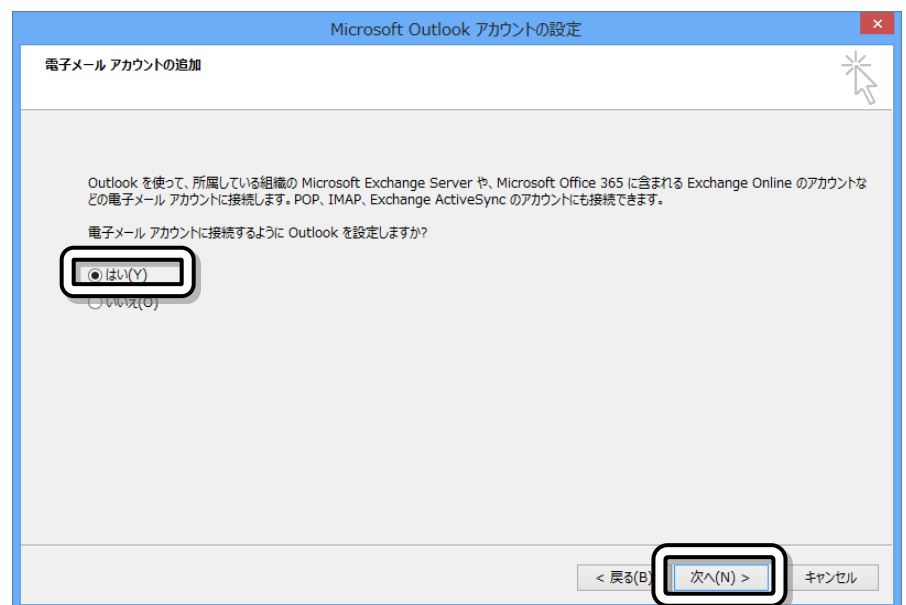 Microsoft Outlook アカウントの設定
電子メール アカウントの追加
Outlook を使って、所属している組織の Microsoft Exchange Server や、Microsoft Office 365 に含まれる Exchange Online のアカウントな
どの電子メール アカウントに接続します。POP、IMAP、Exchange ActiveSync のアカウントにも接続できます。
電子メール アカウントに接続するように Outlook を設定しますか?
はい(Y)
いいえ(O)
< 戻る(B) 次へ(N) > キャンセル